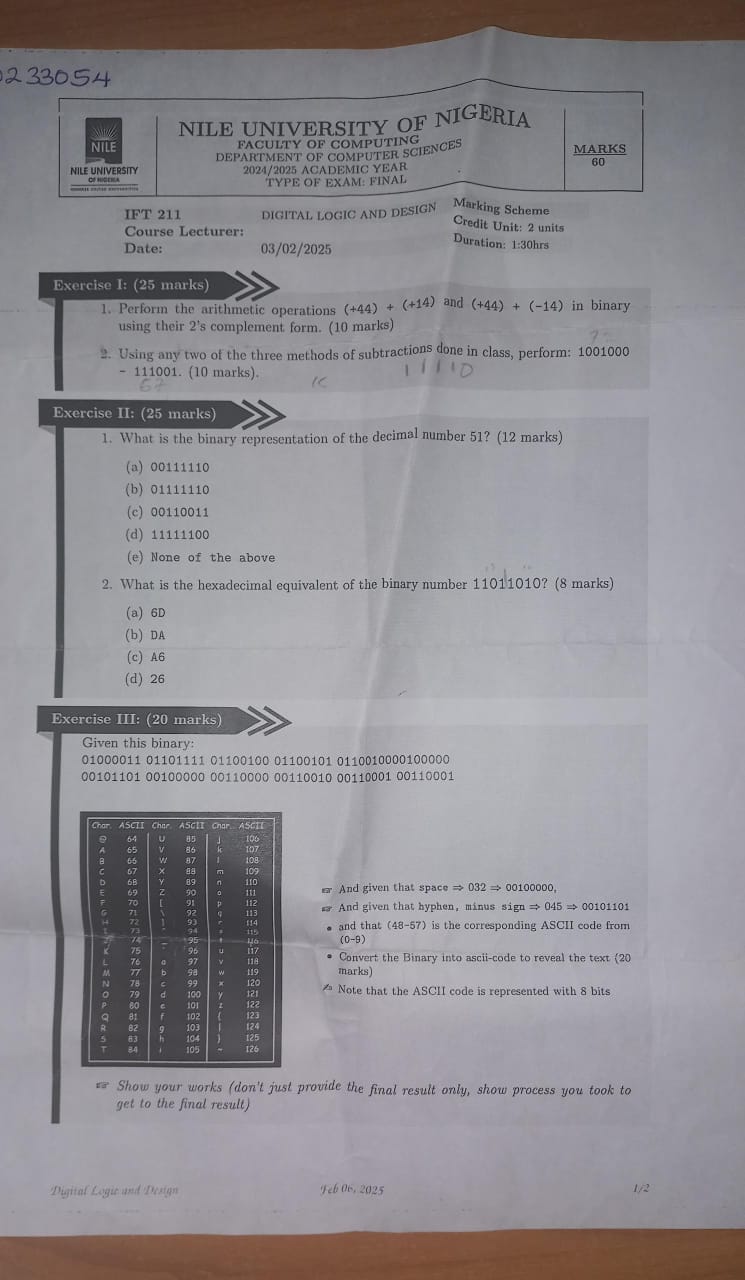 0233054
NILE
NILE UNIVERSITY
OF NIGERIA
NILE UNIVERSITY OF NIGERIA
FACULTY OF COMPUTING
DEPARTMENT OF COMPUTER SCIENCES
2024/2025 ACADEMIC YEAR
TYPE OF EXAM: FINAL
MARKS
60
IFT 211 DIGITAL LOGIC AND DESIGN Marking Scheme
Course Lecturer: Credit Unit: 2 units
Date: 03/02/2025 Duration: 1:30hrs
Exercise I: (25 marks)
1. Perform the arithmetic operations (+44) + (+14) and (+44) + (-14) in binary
using their 2's complement form. (10 marks)
2. Using any two of the three methods of subtractions done in class, perform: 1001000
- 111001. (10 marks).
11110
Exercise II: (25 marks)
1. What is the binary representation of the decimal number 51? (12 marks)
(a) 00111110
(b) 01111110
(c) 00110011
(d) 11111100
(e) None of the above
2. What is the hexadecimal equivalent of the binary number 11011010? (8 marks)
(a) 6D
(b) DA
(c) A6
(d) 26
Exercise III: (20 marks)
Given this binary:
01000011 01101111 01100100 01100101 0110010000100000
00101101 00100000 00110000 00110010 00110001 00110001
Char. ASCII Char. ASCII Char. ASCII
@ 64 U 85 j 106
A 65 V 86 k 107
B 66 W 87 l 108
C 67 X 88 m 109
D 68 Y 89 n 110
E 69 Z 90 o 111
F 70 [ 91 p 112
G 71 \ 92 q 113
H 72 ] 93 r 114
I 73 ^ 94 s 115
J 74 _ 95 t 116
K 75 ` 96 u 117
L 76 a 97 v 118
M 77 b 98 w 119
N 78 c 99 x 120
O 79 d 100 y 121
P 80 e 101 z 122
Q 81 f 102 { 123
R 82 g 103 | 124
S 83 h 104 } 125
T 84 i 105 ~ 126
☞ And given that space ⇒ 032 ⇒ 00100000,
☞ And given that hyphen, minus sign ⇒ 045 ⇒ 00101101
• and that (48-57) is the corresponding ASCII code from
(0-9)
• Convert the Binary into ascii-code to reveal the text (20
marks)
✍ Note that the ASCII code is represented with 8 bits
☞ Show your works (don't just provide the final result only, show process you took to
get to the final result)
Digital Logic and Design Feb 06, 2025 1/2